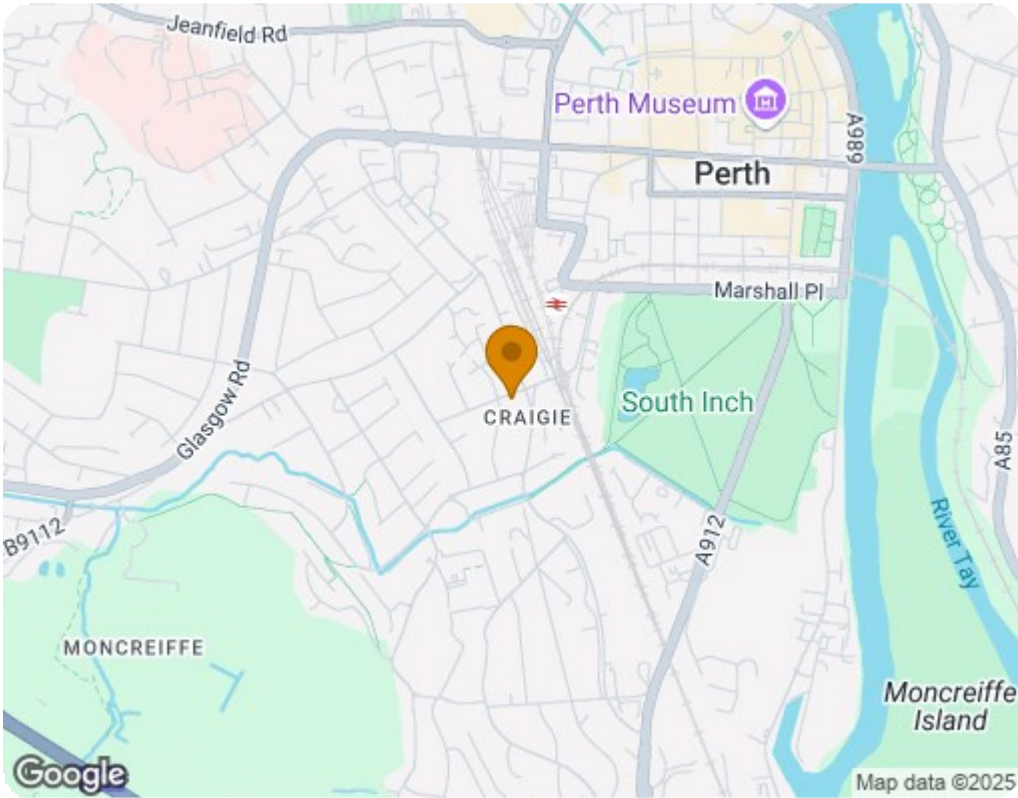 Jeanfield Rd
Perth Museum
A989
Perth
Marshall Pl
Glasgow Rd
South Inch
CRAIGIE
A85
B9112
A912
River Tay
MONCREIFFE
Moncreiffe
Island
Google
Map data ©2025